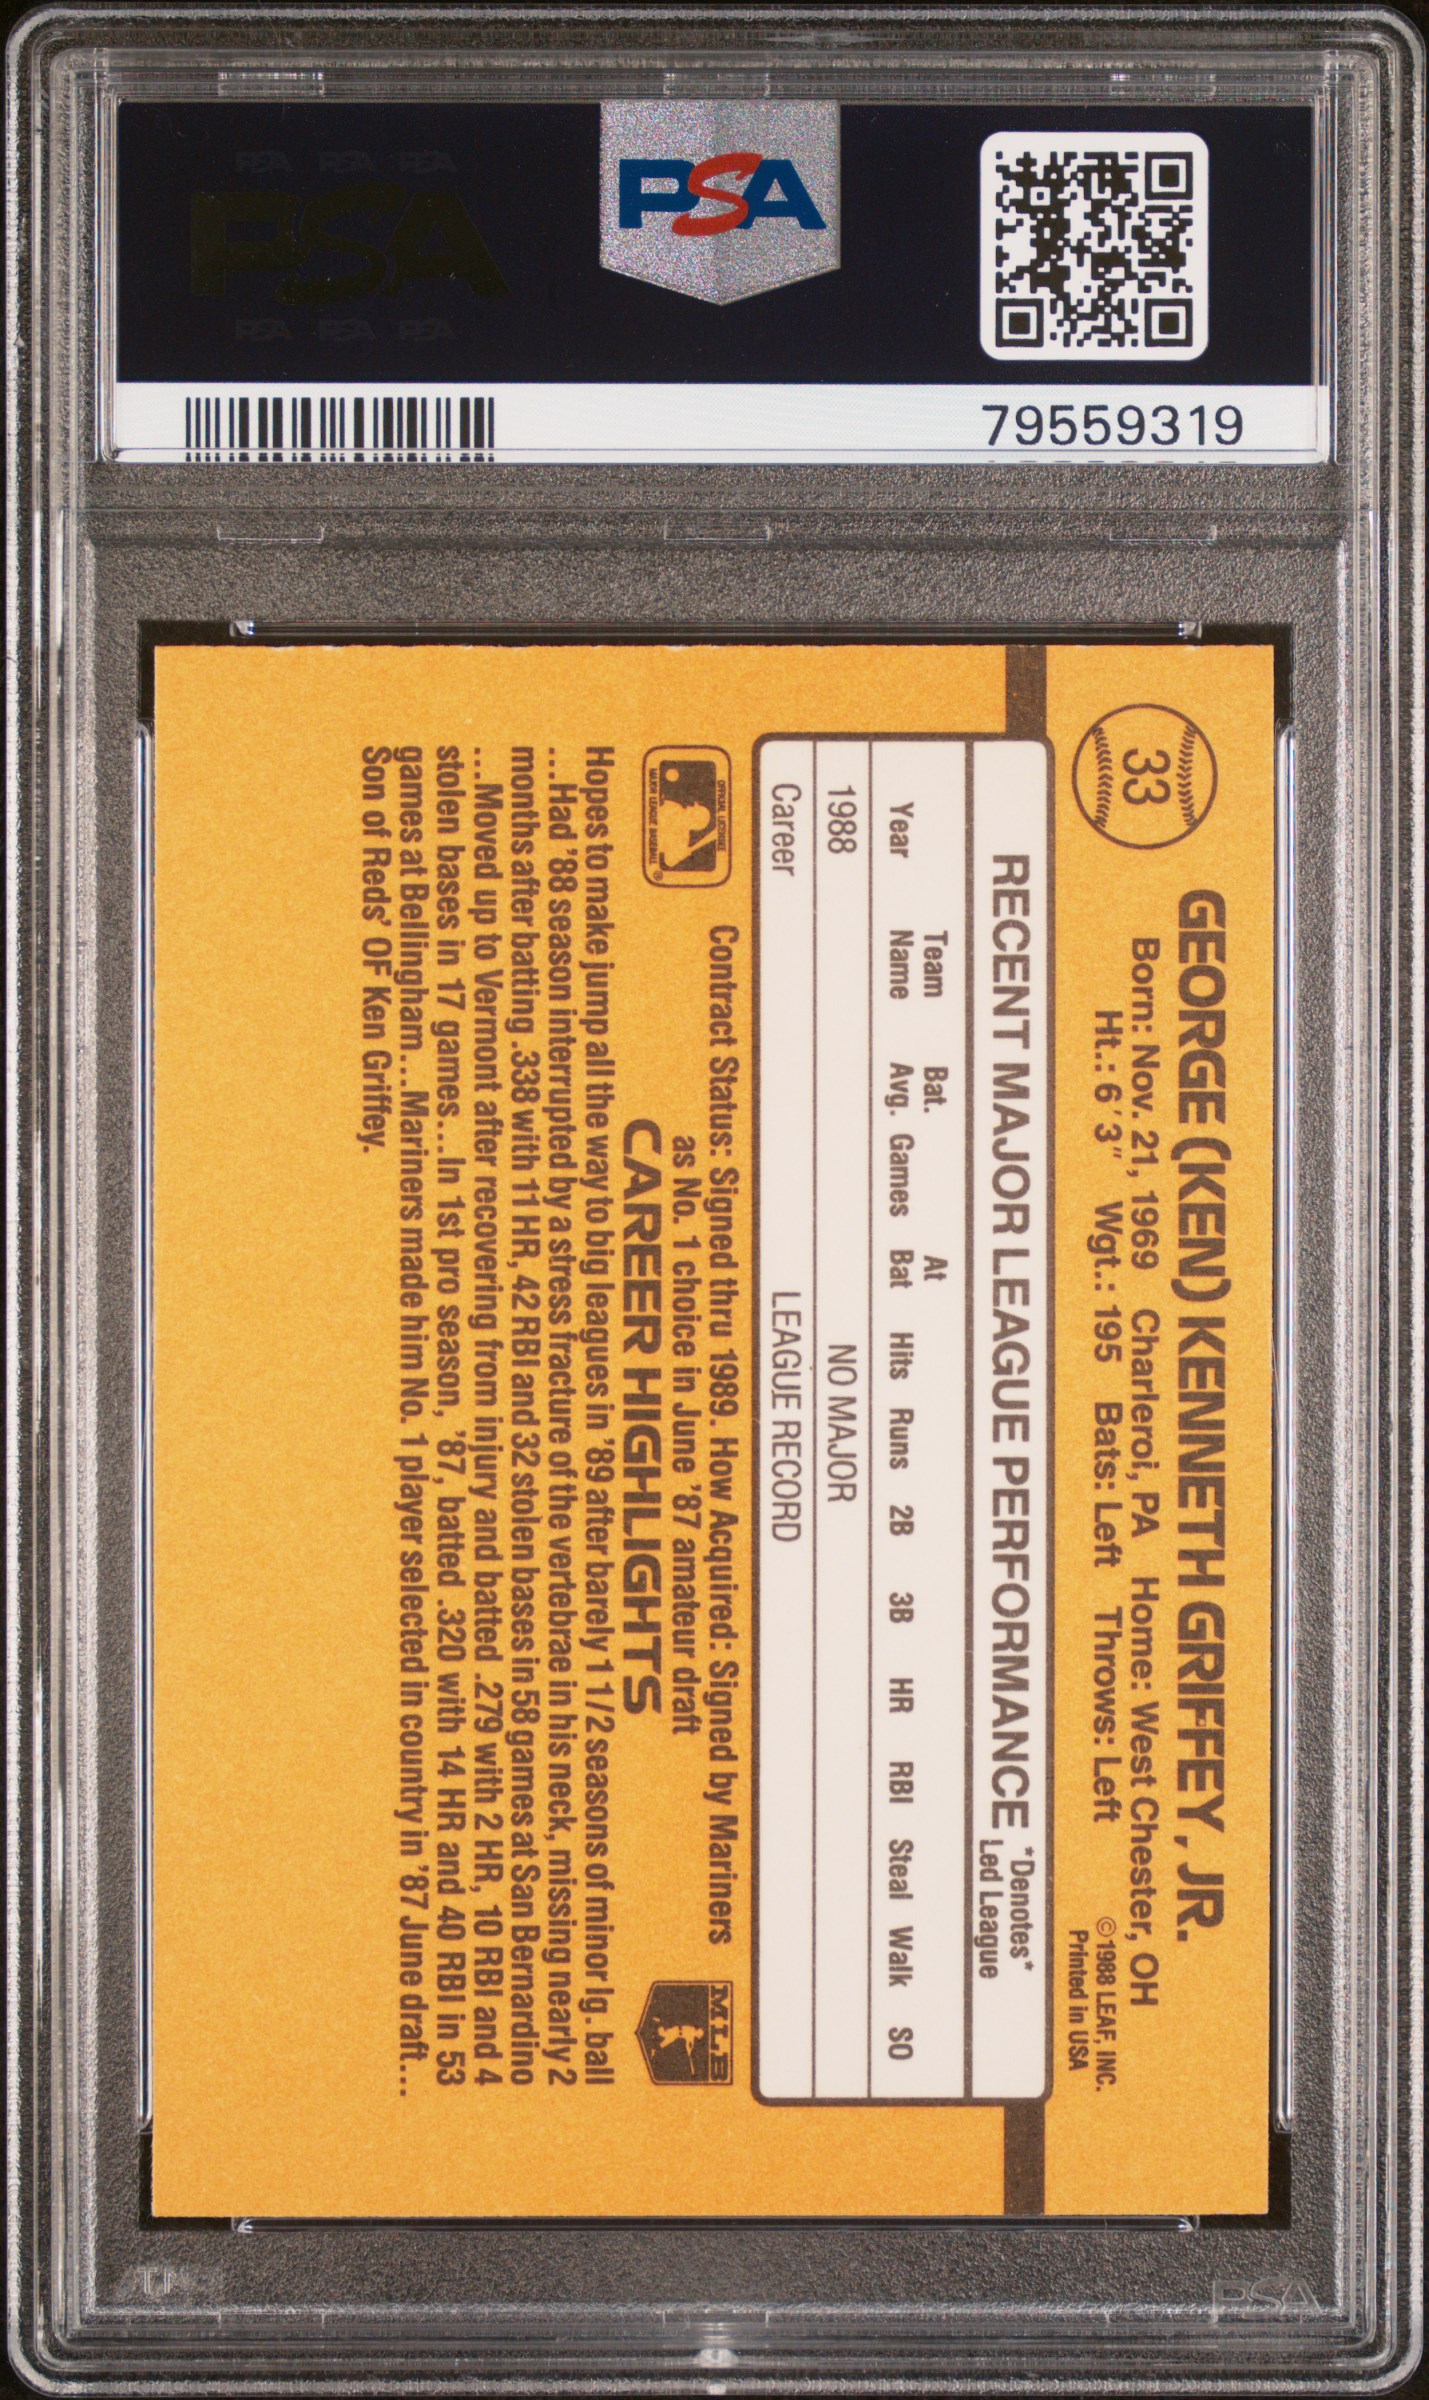 PSA PSA PSA
PSA
PSA PSA PSA
PSA
79559319
33
GEORGE (KEN) KENNETH GRIFFEY, JR.
Born: Nov. 21, 1969 Charleroi, PA Home: West Chester, OH
Ht.: 6'3" Wgt.: 195 Bats: Left Throws: Left
© 1988 LEAF, INC.
Printed in USA
RECENT MAJOR LEAGUE PERFORMANCE *Denotes*
Led League
Year Team Name Bat. Avg. Games At Bat Hits Runs 2B 3B HR RBI Steal Walk SO
1988 NO MAJOR
Career LEAGUE RECORD
OFFICIAL LICENSEE
MAJOR LEAGUE BASEBALL ®
Contract Status: Signed thru 1989. How Acquired: Signed by Mariners
as No. 1 choice in June '87 amateur draft
MLB
CAREER HIGHLIGHTS
Hopes to make jump all the way to big leagues in '89 after barely 1 1/2 seasons of minor lg. ball
...Had '88 season interrupted by a stress fracture of the vertebrae in his neck, missing nearly 2
months after batting .338 with 11 HR, 42 RBI and 32 stolen bases in 58 games at San Bernardino
...Moved up to Vermont after recovering from injury and batted .279 with 2 HR, 10 RBI and 4
stolen bases in 17 games...In 1st pro season, '87, batted .320 with 14 HR and 40 RBI in 53
games at Bellingham...Mariners made him No. 1 player selected in country in '87 June draft...
Son of Reds' OF Ken Griffey.
PSA